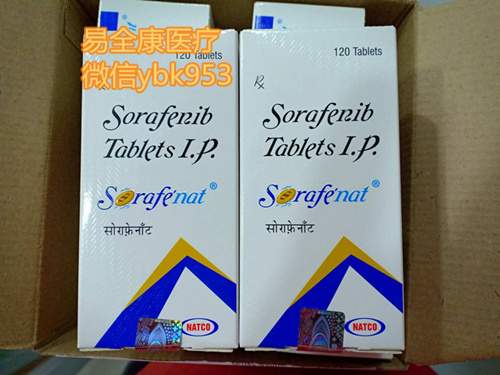 易全康医疗
微信ybk953
120 Tablets
Sorafenib
Tablets I.P.
Sorafenat®
सोराफ़ेनाँट
NATCO
120 Tablets
Rx
Sorafenib
Tablets I.P.
Sorafenat®
सोराफ़ेनाँट
NATCO